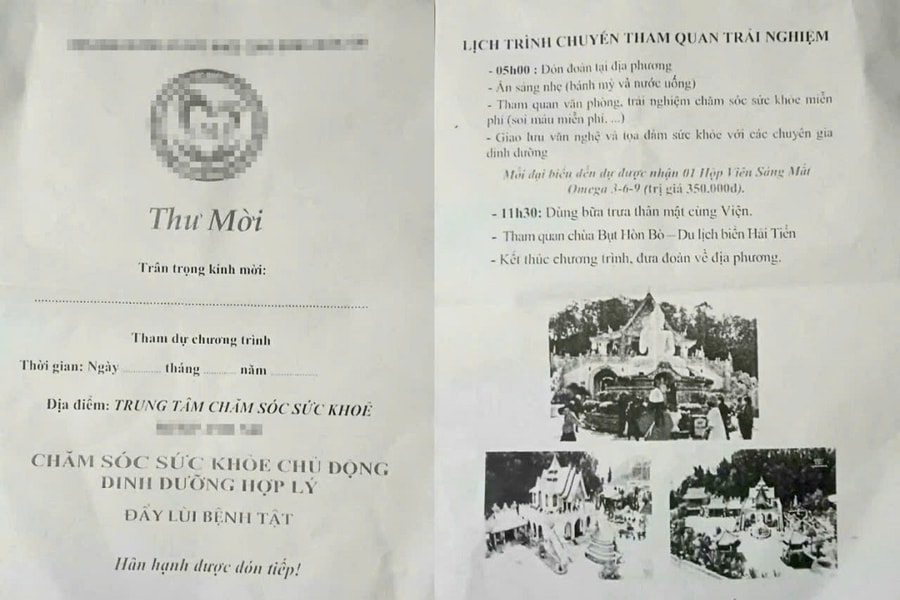 Thư Mời
Trân trọng kính mời:
Tham dự chương trình
Thời gian: Ngày ............ tháng .......... năm ..............
Địa điểm: TRUNG TÂM CHĂM SÓC SỨC KHOẺ
CHĂM SÓC SỨC KHỎE CHỦ ĐỘNG
DINH DƯỠNG HỢP LÝ
ĐẨY LÙI BỆNH TẬT
Hân hạnh được đón tiếp!
LỊCH TRÌNH CHUYẾN THAM QUAN TRẢI NGHIỆM
- 05h00 : Đón đoàn tại địa phương
- Ăn sáng nhẹ (bánh mỳ và nước uống)
- Tham quan văn phòng, trải nghiệm chăm sóc sức khỏe miễn
phí (soi máu miễn phí, ...)
- Giao lưu văn nghệ và tọa đàm sức khỏe với các chuyên gia
dinh dưỡng
Mỗi đại biểu đến dự được nhận 01 Hộp Viên Sáng Mắt
Omega 3-6-9 (trị giá 350.000đ).
- 11h30: Dùng bữa trưa thân mật cùng Viện.
- Tham quan chùa Bụt Hòn Bò – Du lịch biển Hải Tiến
- Kết thúc chương trình, đưa đoàn về địa phương.